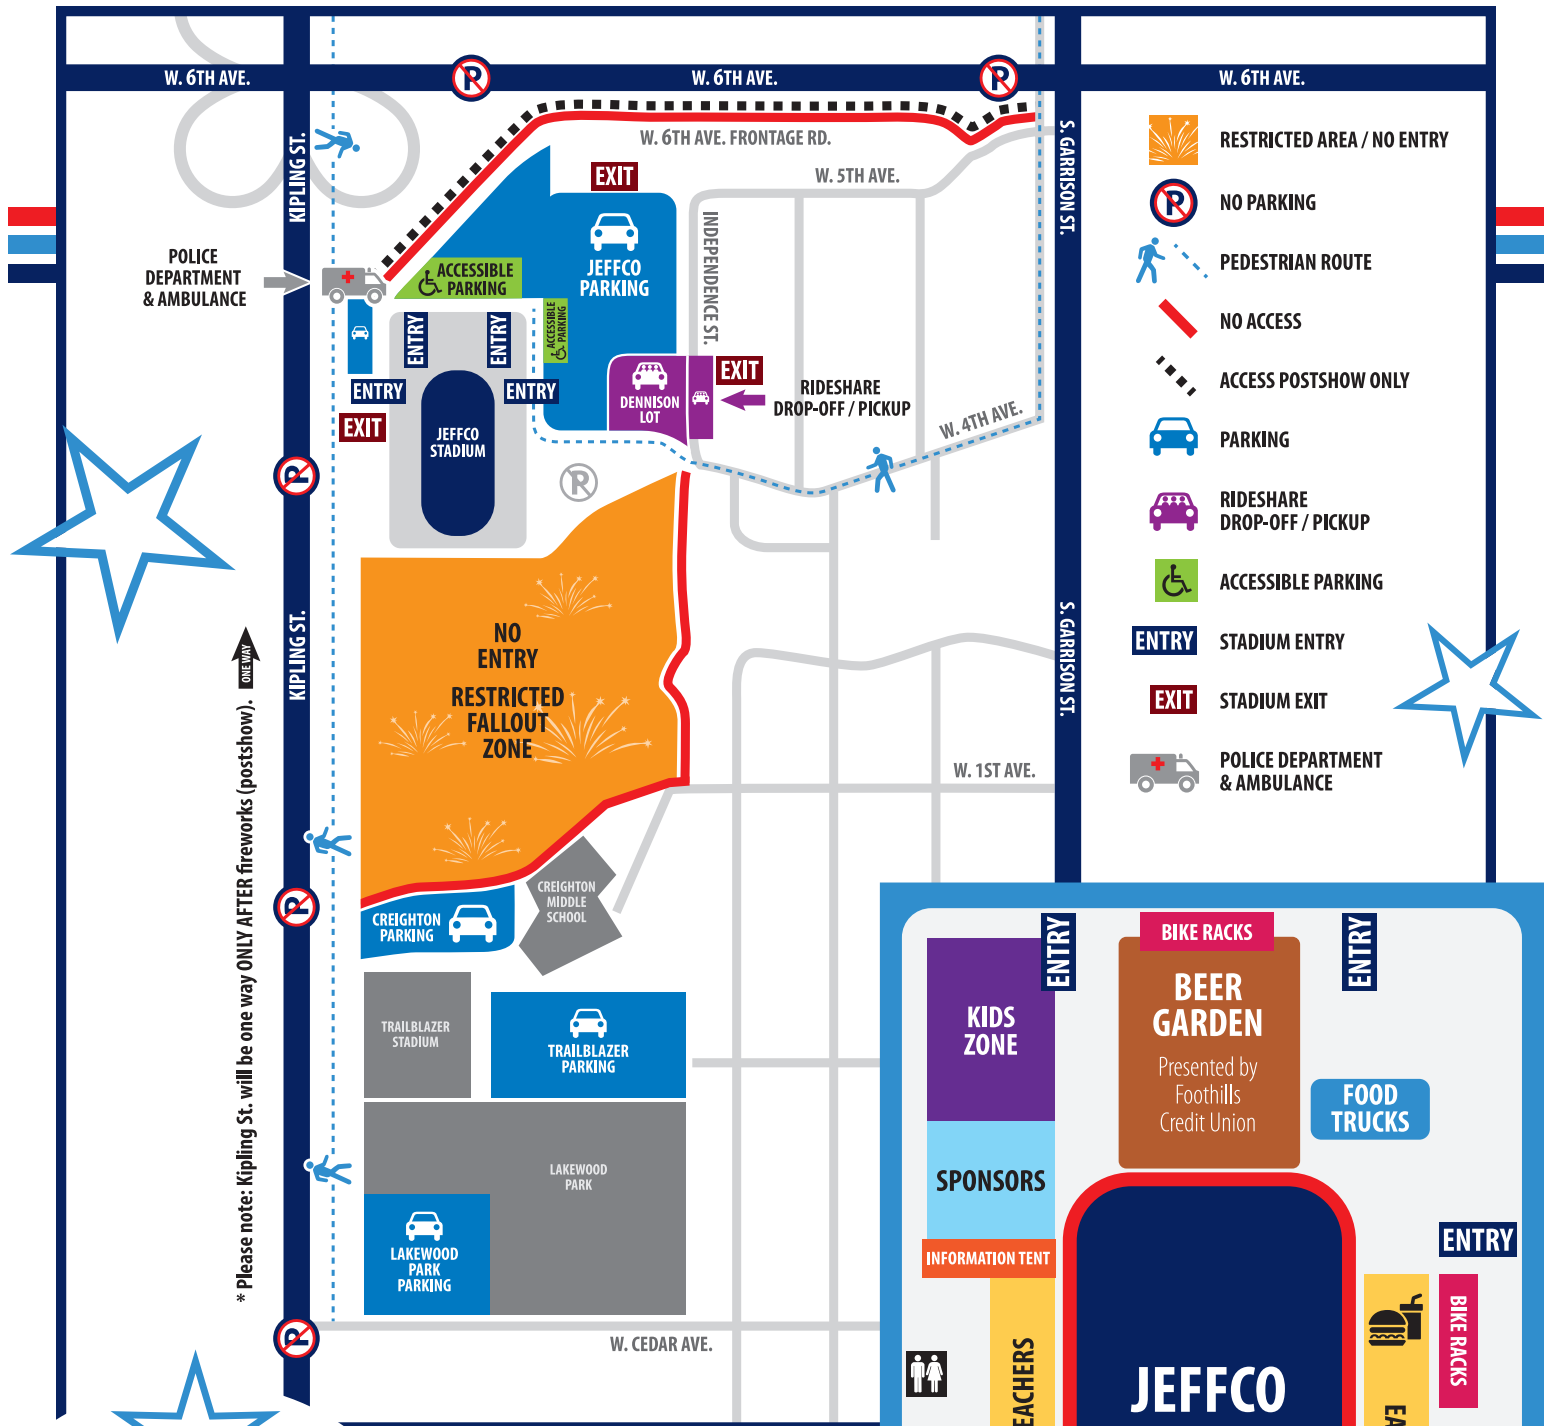 W. 6TH AVE.
W. 6TH AVE.
W. 6TH AVE.
P
P
KIPLING ST.
W. 6TH AVE. FRONTAGE RD.
S. GARRISON ST.
EXIT
W. 5TH AVE.
INDEPENDENCE ST.
POLICE
DEPARTMENT
& AMBULANCE
ACCESSIBLE
PARKING
JEFFCO
PARKING
ACCESSIBLE
PARKING
ENTRY
ENTRY
ENTRY
ENTRY
EXIT
EXIT
DENNISON
LOT
RIDESHARE
DROP-OFF / PICKUP
JEFFCO
STADIUM
W. 4TH AVE.
P
P
RESTRICTED AREA / NO ENTRY
P
NO PARKING
PEDESTRIAN ROUTE
NO ACCESS
ACCESS POSTSHOW ONLY
PARKING
RIDESHARE
DROP-OFF / PICKUP
ACCESSIBLE PARKING
ENTRY
STADIUM ENTRY
EXIT
STADIUM EXIT
POLICE DEPARTMENT
& AMBULANCE
KIPLING ST.
S. GARRISON ST.
NO
ENTRY
RESTRICTED
FALLOUT
ZONE
ONE WAY
* Please note: Kipling St. will be one way ONLY AFTER fireworks (postshow).
W. 1ST AVE.
P
CREIGHTON
PARKING
CREIGHTON
MIDDLE
SCHOOL
TRAILBLAZER
STADIUM
TRAILBLAZER
PARKING
LAKEWOOD
PARK
LAKEWOOD
PARK
PARKING
P
W. CEDAR AVE.
ENTRY
BIKE RACKS
ENTRY
KIDS
ZONE
BEER
GARDEN
Presented by
Foothills
Credit Union
FOOD
TRUCKS
SPONSORS
INFORMATION TENT
ENTRY
BIKE RACKS
EACHERS
JEFFCO
EA